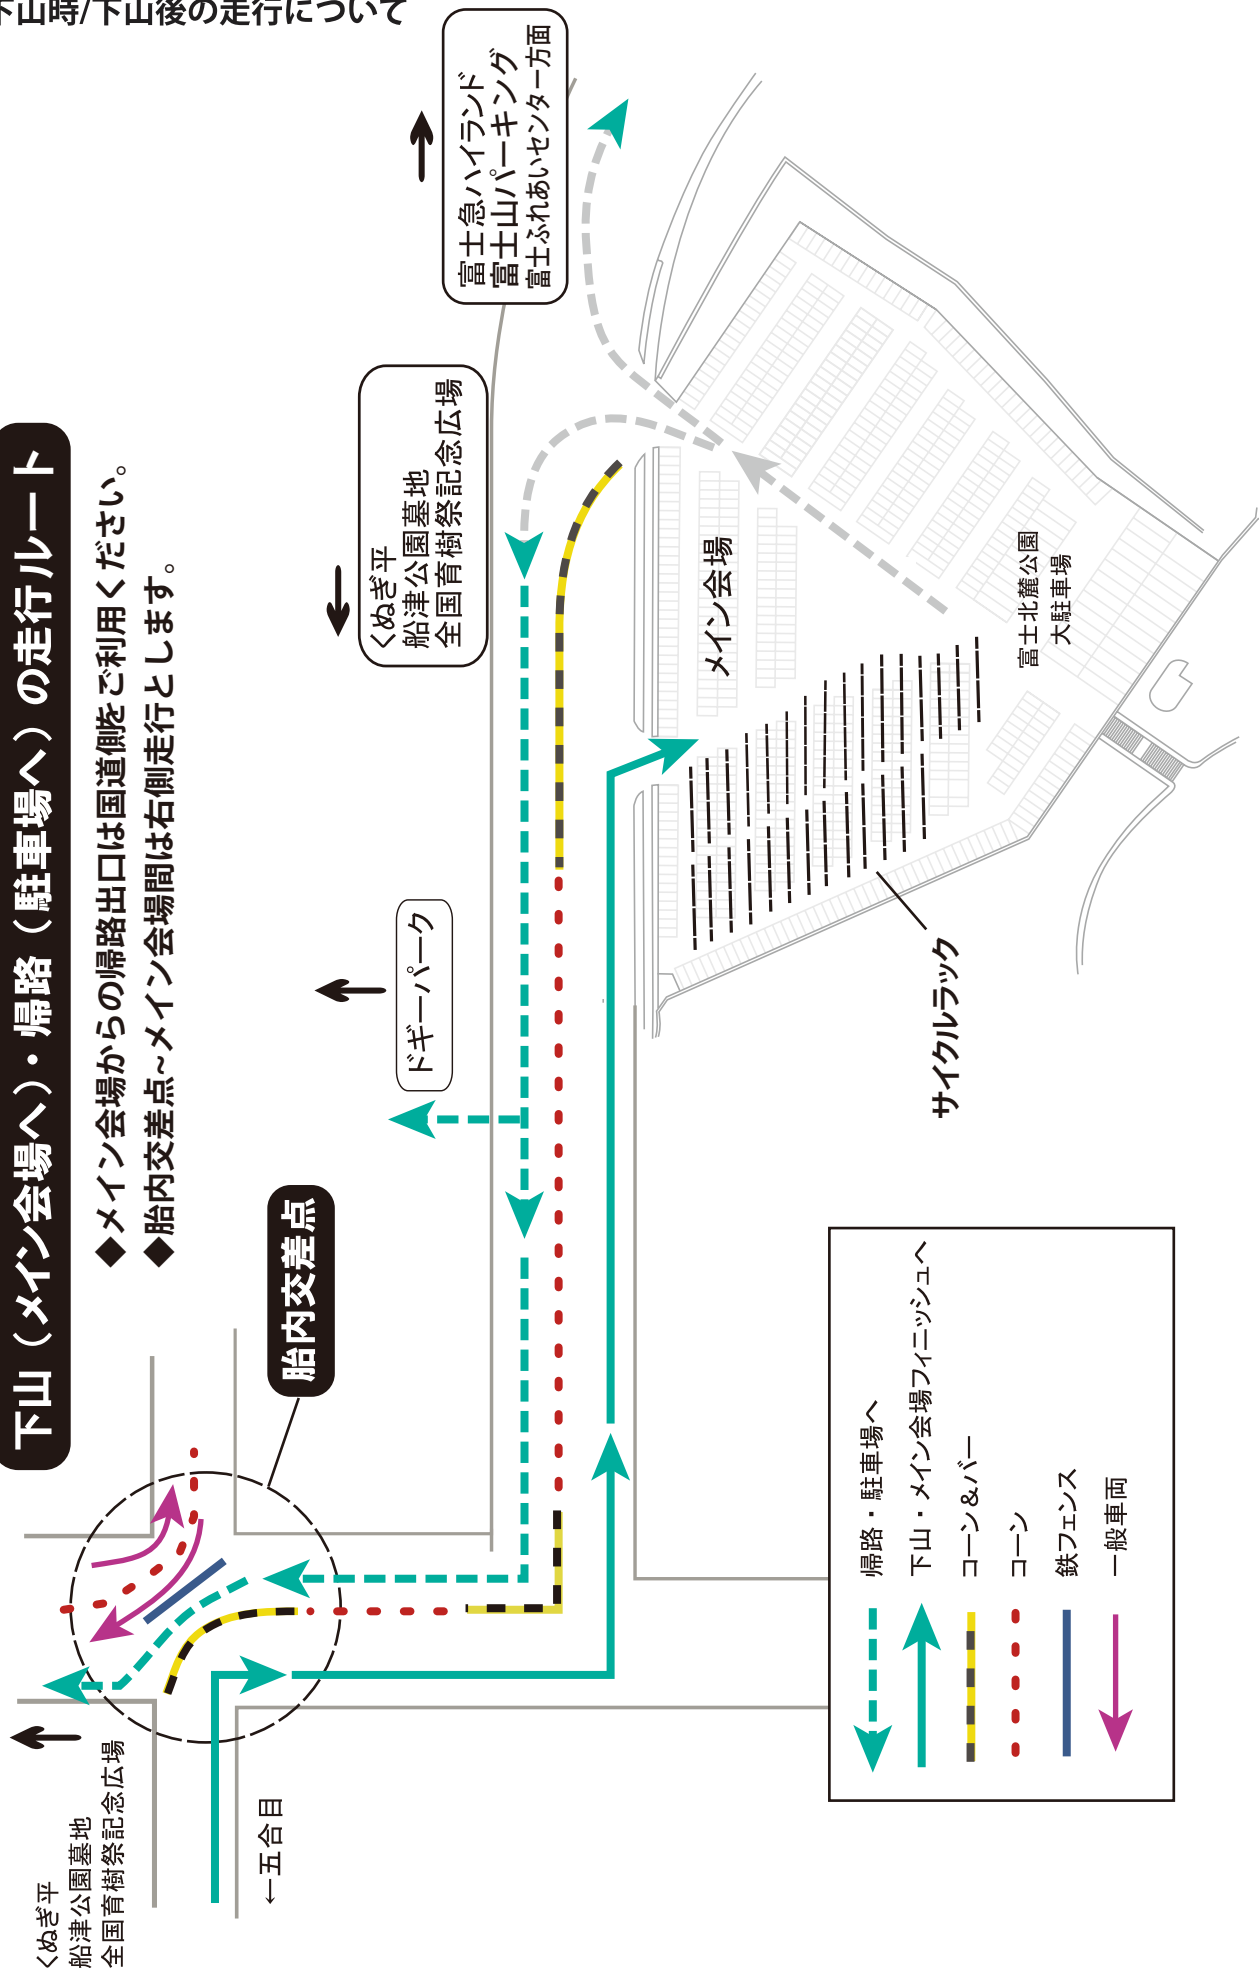 下山時/下山後の走行について
下山（メイン会場へ）・帰路（駐車場へ）の走行ルート
◆メイン会場からの帰路出口は国道側をご利用ください。
◆胎内交差点~メイン会場間は右側走行とします。
くぬぎ平
船津公園墓地
全国育樹祭記念広場
←五合目
胎内交差点
ドギーパーク
くぬぎ平
船津公園墓地
全国育樹祭記念広場
富士急ハイランド
富士山パーキング
富士ふれあいセンター方面
メイン会場
富士北麓公園
大駐車場
サイクルラック
帰路・駐車場へ
下山・メイン会場フィニッシュへ
コーン＆バー
コーン
鉄フェンス
一般車両